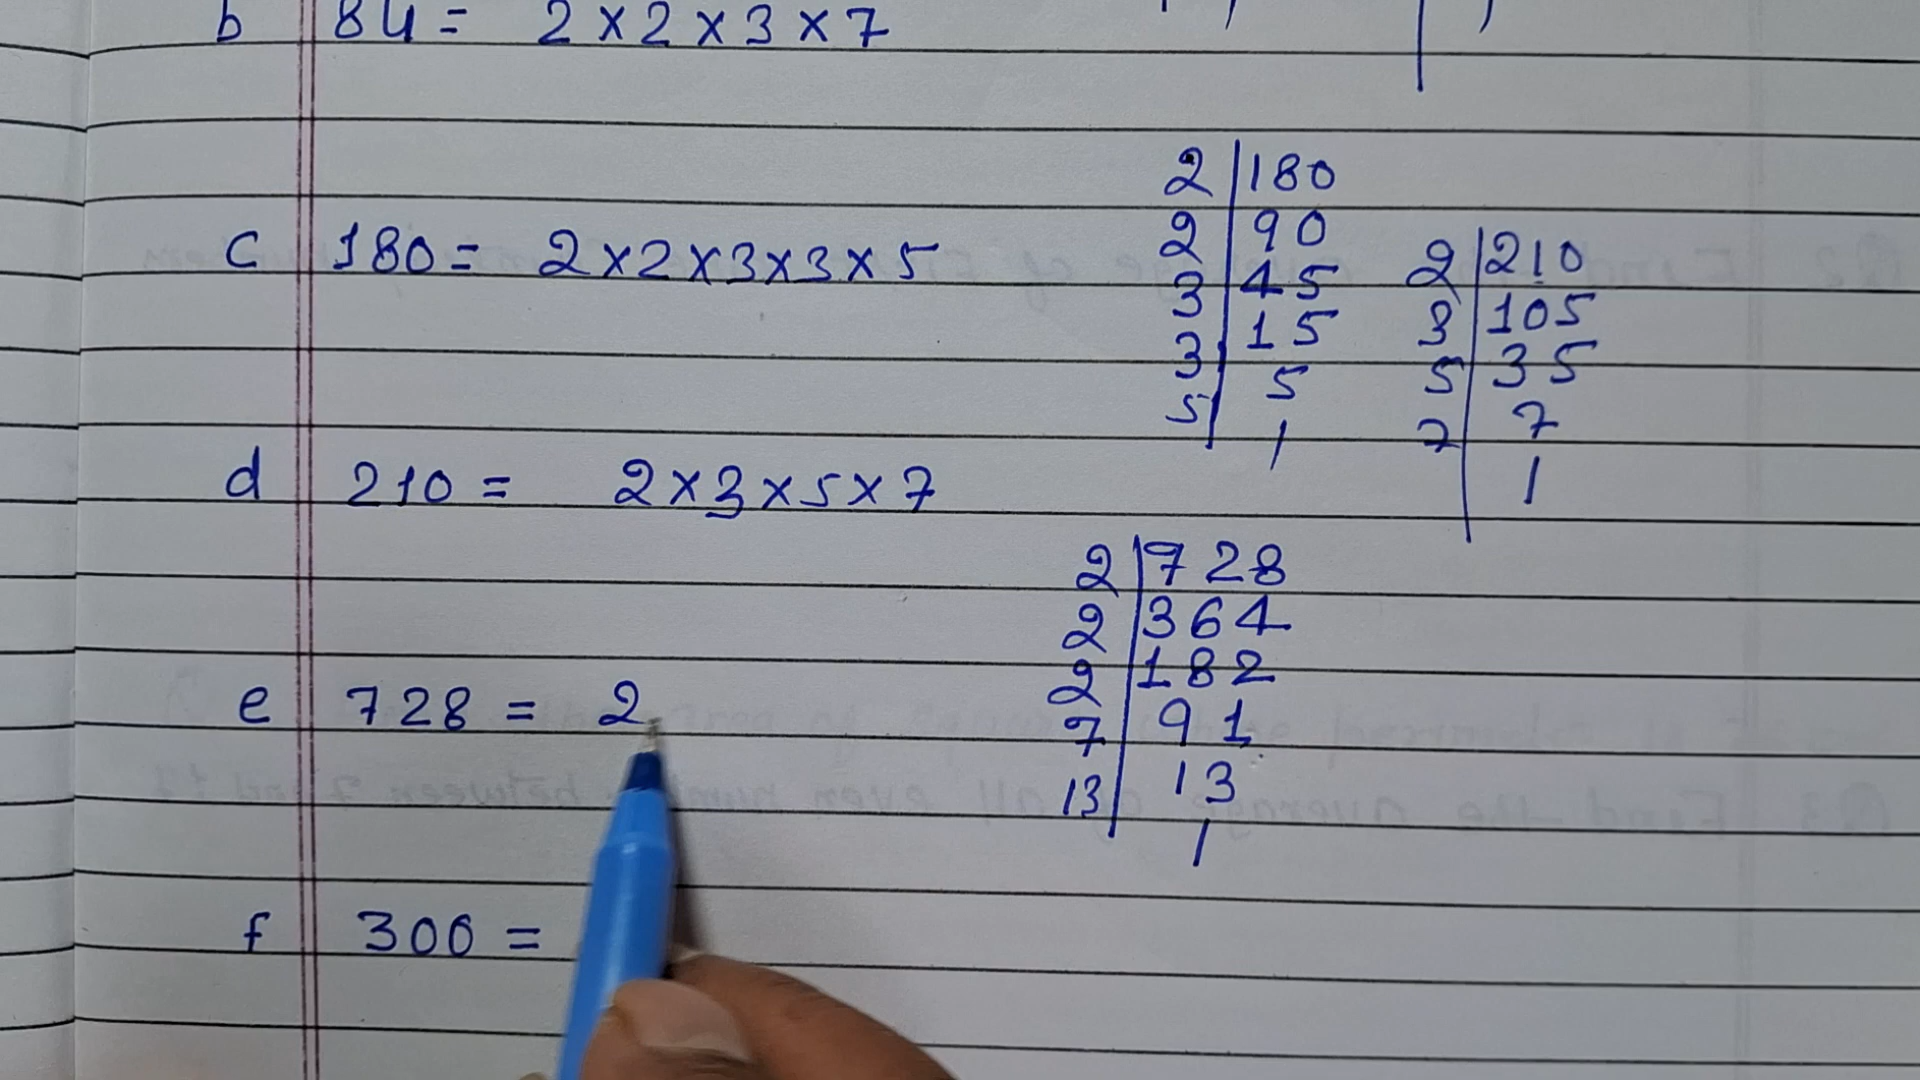 b 84 = 2 × 2 × 3 × 7
2 | 180
2 | 90
c 180 = 2 × 2 × 3 × 3 × 5
3 | 45
3 | 15
5 | 5
1
2 | 210
3 | 105
5 | 35
7 | 7
1
d 210 = 2 × 3 × 5 × 7
2 | 728
2 | 364
2 | 182
7 | 91
13 | 13
1
e 728 = 2
f 300 =